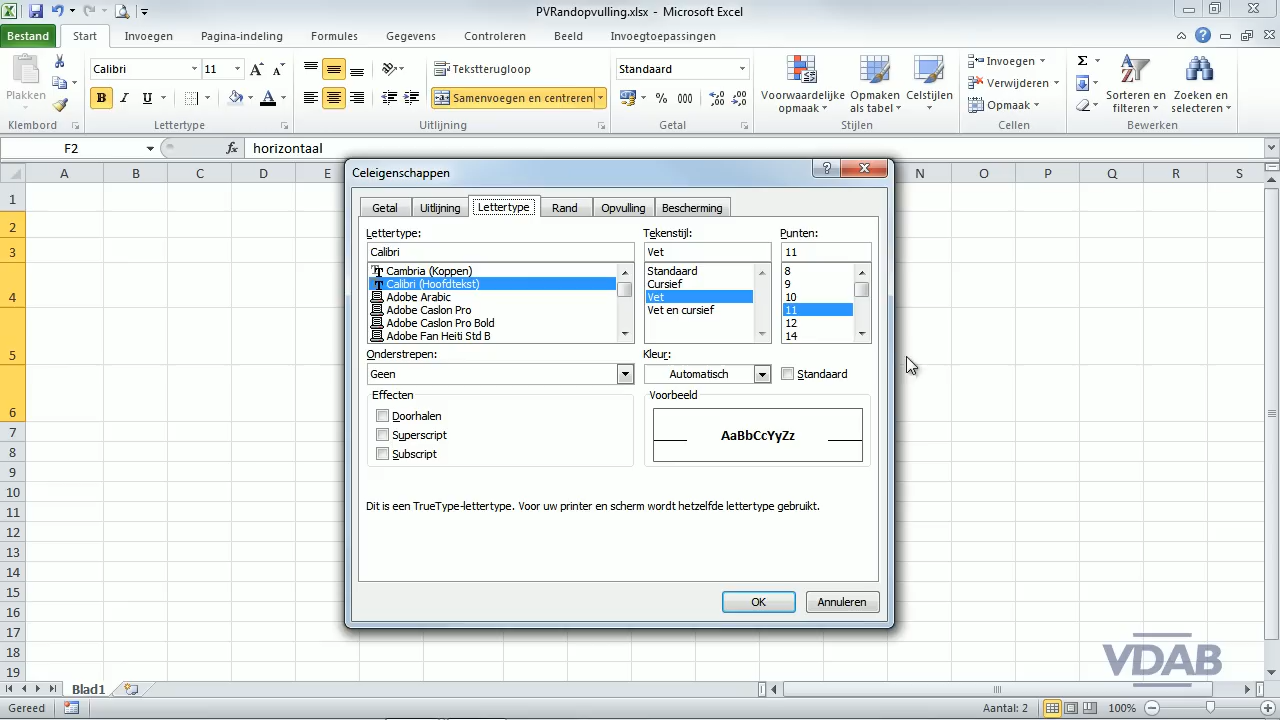 PVRandopvulling.xlsx - Microsoft Excel
Bestand Start Invoegen Pagina-indeling Formules Gegevens Controleren Beeld Invoegtoepassingen
Plakken
Klembord
Calibri 11
B I U A
Lettertype
Tekstterugloop
Samenvoegen en centreren
Uitlijning
Standaard
% 000
Getal
Voorwaardelijke opmaak
Opmaken als tabel
Celstijlen
Stijlen
Invoegen
Verwijderen
Opmaak
Cellen
Sorteren en filteren
Zoeken en selecteren
Bewerken
F2 fx horizontaal
A B C D E N O P Q R S
1
2
3
4
5
6
7
8
9
10
11
12
13
14
15
16
17
18
19
Celeigenschappen
Getal Uitlijning Lettertype Rand Opvulling Bescherming
Lettertype: Tekenstijl: Punten:
Calibri Vet 11
Cambria (Koppen) Standaard 8
Calibri (Hoofdtekst) Cursief 9
Adobe Arabic Vet 10
Adobe Caslon Pro Vet en cursief 11
Adobe Caslon Pro Bold 12
Adobe Fan Heiti Std B 14
Onderstrepen: Kleur:
Geen Automatisch Standaard
Effecten Voorbeeld
Doorhalen
Superscript AaBbCcYyZz
Subscript
Dit is een TrueType-lettertype. Voor uw printer en scherm wordt hetzelfde lettertype gebruikt.
OK Annuleren
VDAB
Blad1
Gereed Aantal: 2 100%